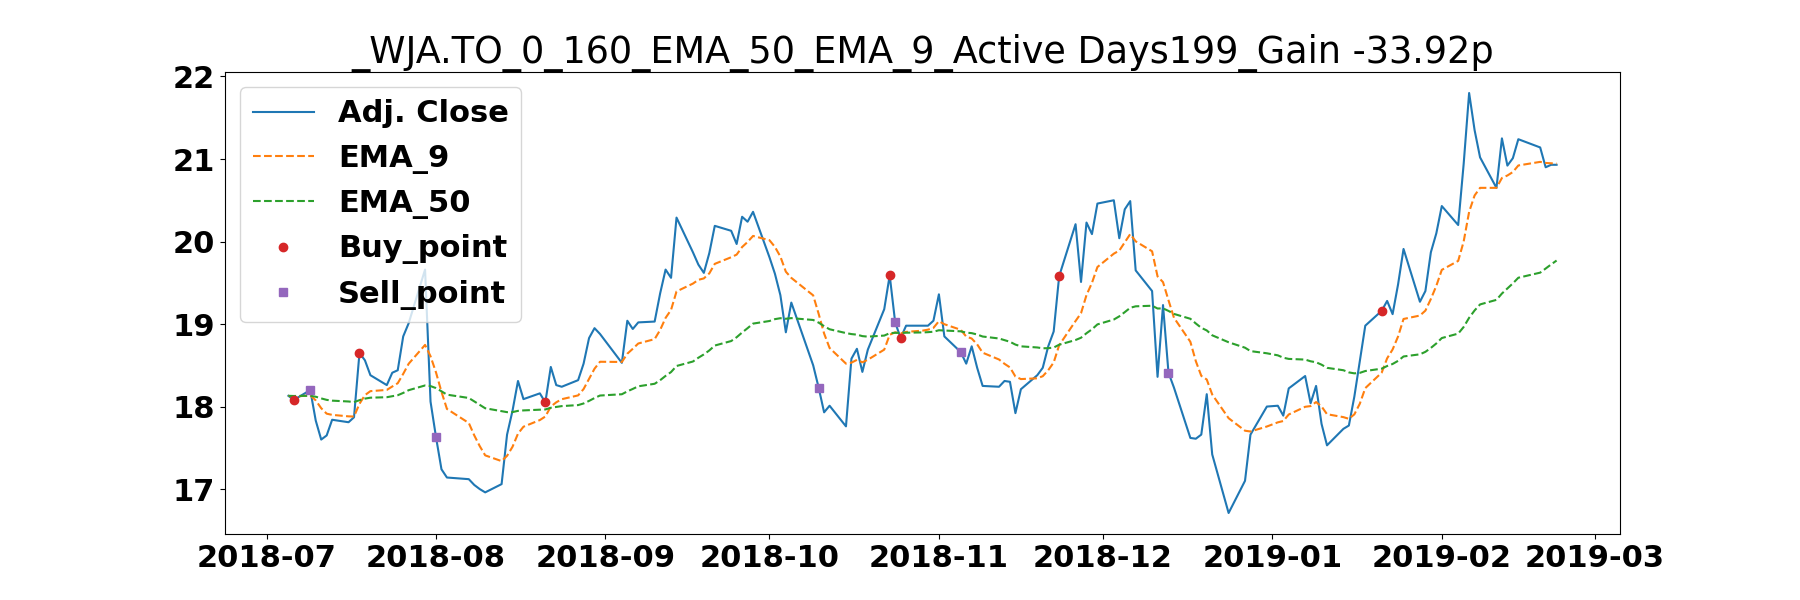 _WJA.TO_0_160_EMA_50_EMA_9_Active Days199_Gain -33.92p
22
21
20
19
18
17
Adj. Close
EMA_9
EMA_50
Buy_point
Sell_point
2018-07 2018-08 2018-09 2018-10 2018-11 2018-12 2019-01 2019-02 2019-03